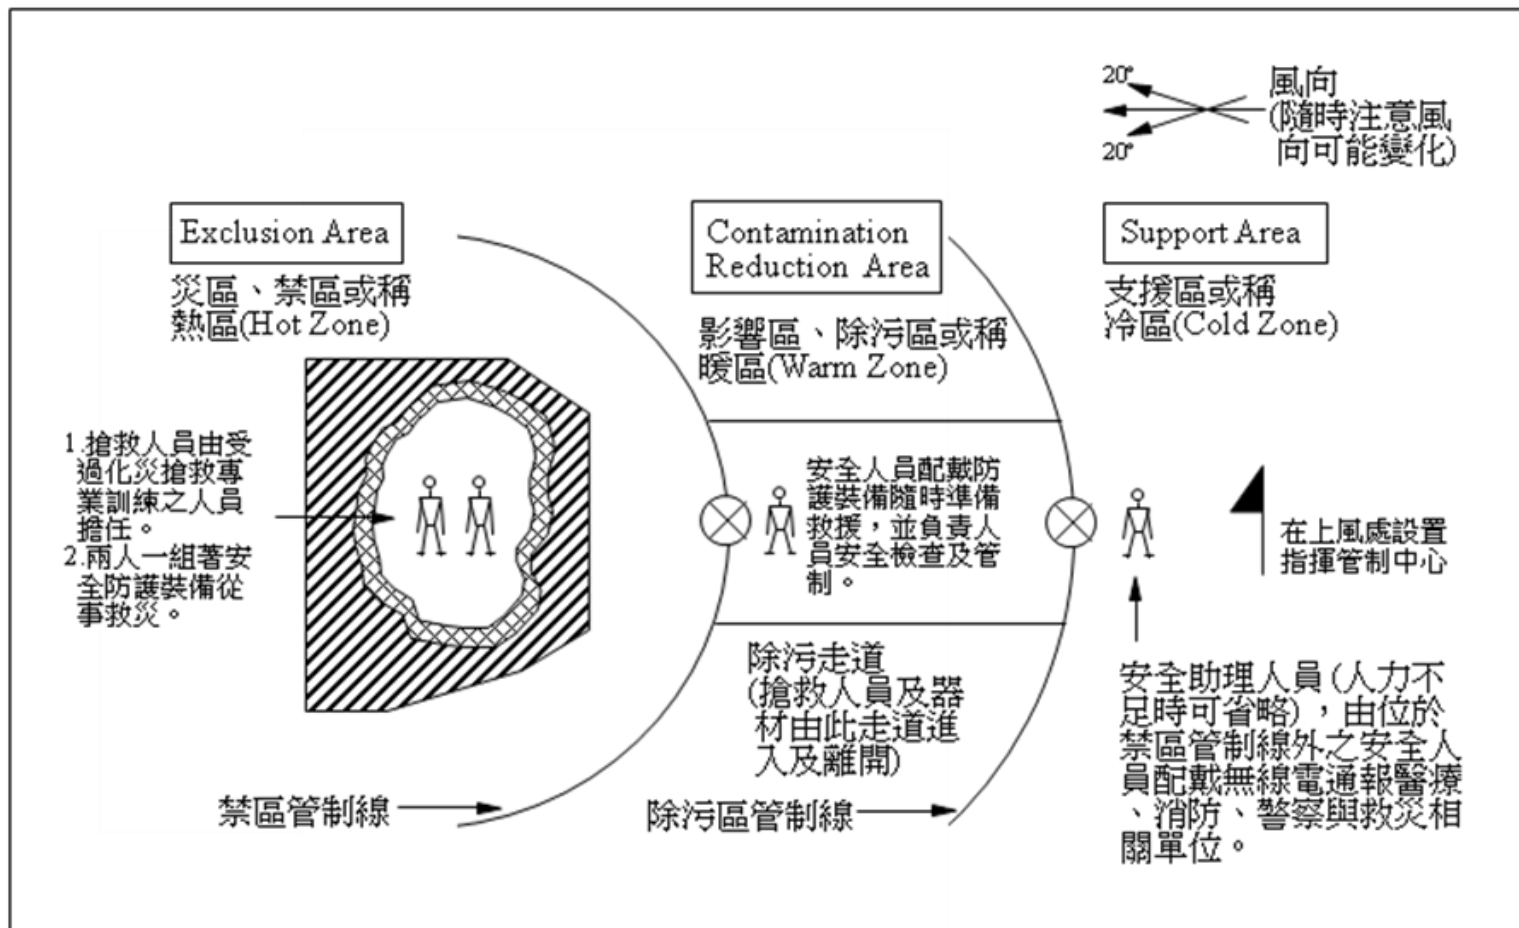 20°
風向
(隨時注意風
向可能變化)
20°
Exclusion Area
災區、禁區或稱
熱區(Hot Zone)
Contamination
Reduction Area
影響區、除污區或稱
暖區(Warm Zone)
Support Area
支援區或稱
冷區(Cold Zone)
1.搶救人員由受
過化災搶救專
業訓練之人員
擔任。
2.兩人一組著安
全防護裝備從
事救災。
安全人員配戴防
護裝備隨時準備
救援，並負責人
員安全檢查及管
制。
在上風處設置
指揮管制中心
除污走道
(搶救人員及器
材由此走道進
入及離開)
安全助理人員(人力不
足時可省略)，由位於
禁區管制線外之安全人
員配戴無線電通報醫療
、消防、警察與救災相
關單位。
禁區管制線
除污區管制線